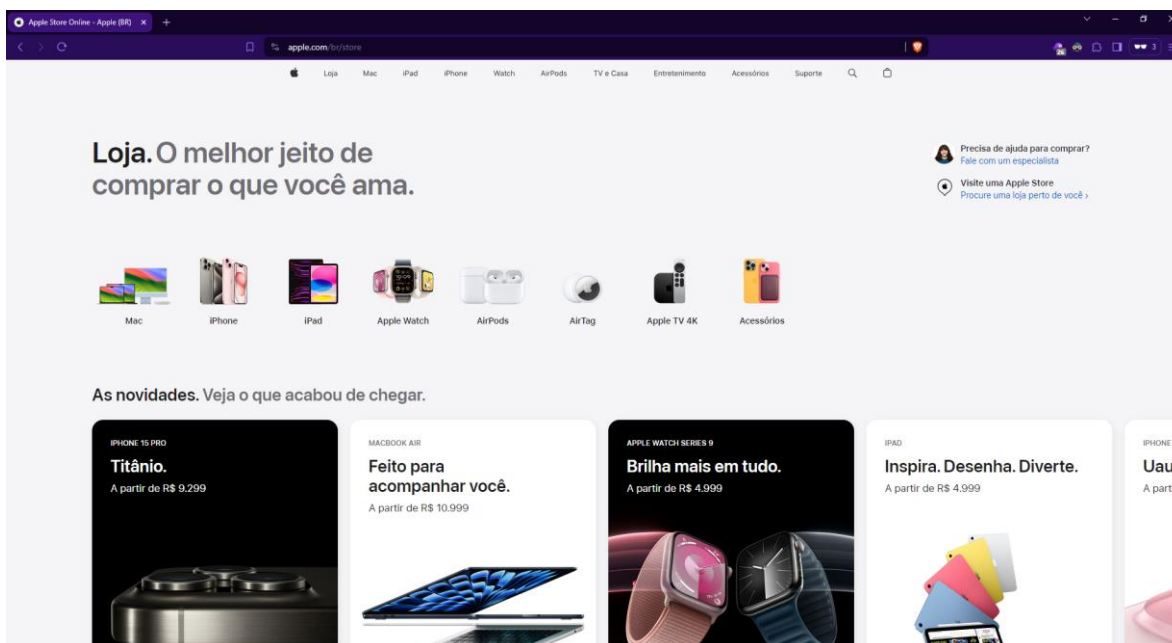 Apple Store Online - Apple (BR)
apple.com/br/store
26
3
Loja Mac iPad iPhone Watch AirPods TV e Casa Entretenimento Acessórios Suporte
Loja. O melhor jeito de
comprar o que você ama.
Precisa de ajuda para comprar?
Fale com um especialista
Visite uma Apple Store
Procure uma loja perto de você >
Mac iPhone iPad Apple Watch AirPods AirTag Apple TV 4K Acessórios
As novidades. Veja o que acabou de chegar.
IPHONE 15 PRO
Titânio.
A partir de R$ 9.299
MACBOOK AIR
Feito para
acompanhar você.
A partir de R$ 10.999
APPLE WATCH SERIES 9
Brilha mais em tudo.
A partir de R$ 4.999
IPAD
Inspira. Desenha. Diverte.
A partir de R$ 4.999
IPHONE
Uau
A part